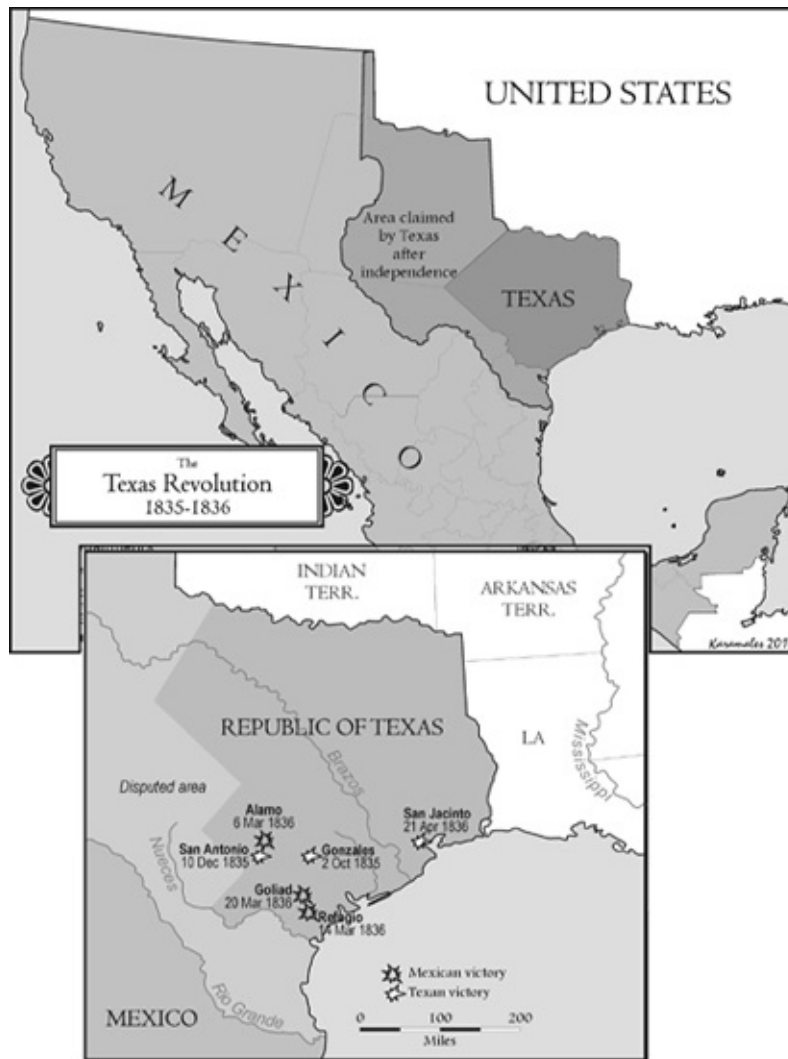 UNITED STATES
MEXICO
Area claimed
by Texas
after
independence
TEXAS
The
Texas Revolution
1835-1836
INDIAN
TERR.
ARKANSAS
TERR.
REPUBLIC OF TEXAS
LA
Mississippi
Brazos
Disputed area
Alamo
6 Mar 1836
San Jacinto
21 Apr 1836
San Antonio
10 Dec 1835
Gonzales
2 Oct 1835
Nueces
Goliad
20 Mar 1836
Refugio
14 Mar 1836
Mexican victory
Texan victory
Rio Grande
MEXICO
0 100 200
Miles
Karamales